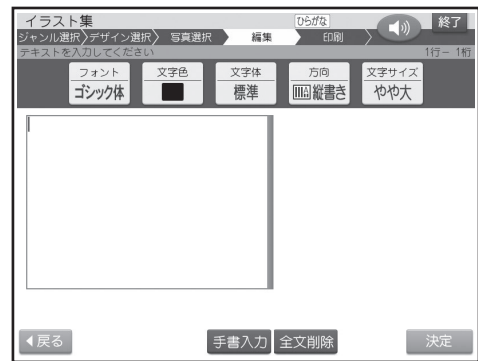 イラスト集 ひらがな 終了
ジャンル選択〉デザイン選択〉 写真選択 編集 印刷
テキストを入力してください 1行− 1桁
フォント 文字色 文字体 方向 文字サイズ
ゴシック体 標準 縦書き やや大
戻る 手書入力 全文削除 決定